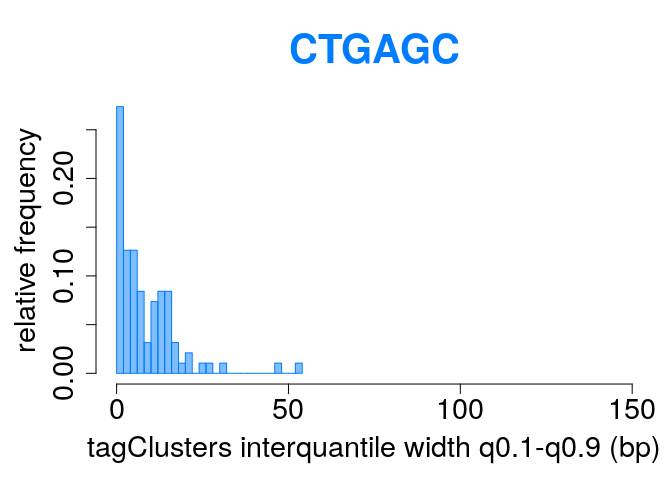 CTGAGC
relative frequency
0.20
0.10
0.00
0 50 100 150
tagClusters interquantile width q0.1-q0.9 (bp)